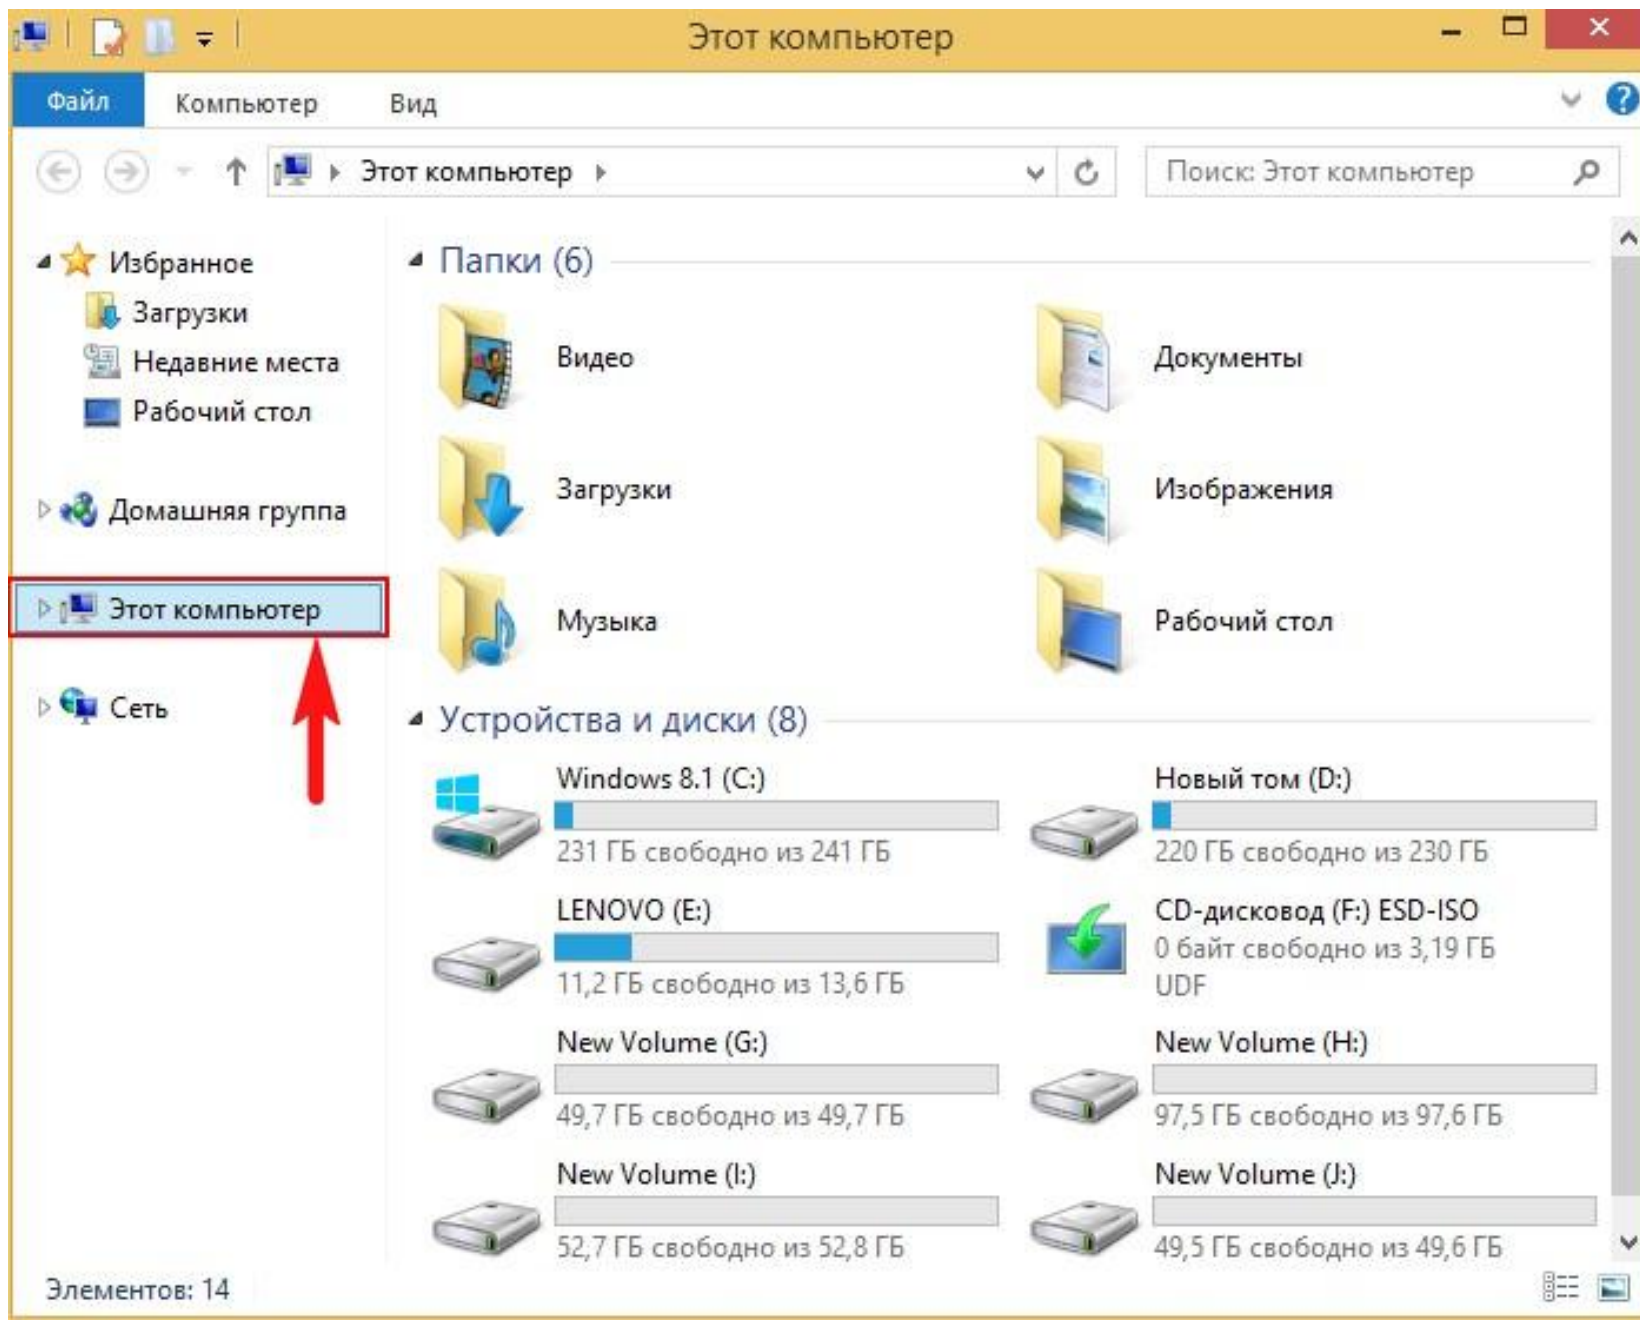 Этот компьютер
Файл Компьютер Вид
Этот компьютер Поиск: Этот компьютер
Избранное
Загрузки
Недавние места
Рабочий стол
Домашняя группа
Этот компьютер
Сеть
Папки (6)
Видео Документы
Загрузки Изображения
Музыка Рабочий стол
Устройства и диски (8)
Windows 8.1 (C:)
231 ГБ свободно из 241 ГБ
Новый том (D:)
220 ГБ свободно из 230 ГБ
LENOVO (E:)
11,2 ГБ свободно из 13,6 ГБ
CD-дисковод (F:) ESD-ISO
0 байт свободно из 3,19 ГБ
UDF
New Volume (G:)
49,7 ГБ свободно из 49,7 ГБ
New Volume (H:)
97,5 ГБ свободно из 97,6 ГБ
New Volume (I:)
52,7 ГБ свободно из 52,8 ГБ
New Volume (J:)
49,5 ГБ свободно из 49,6 ГБ
Элементов: 14